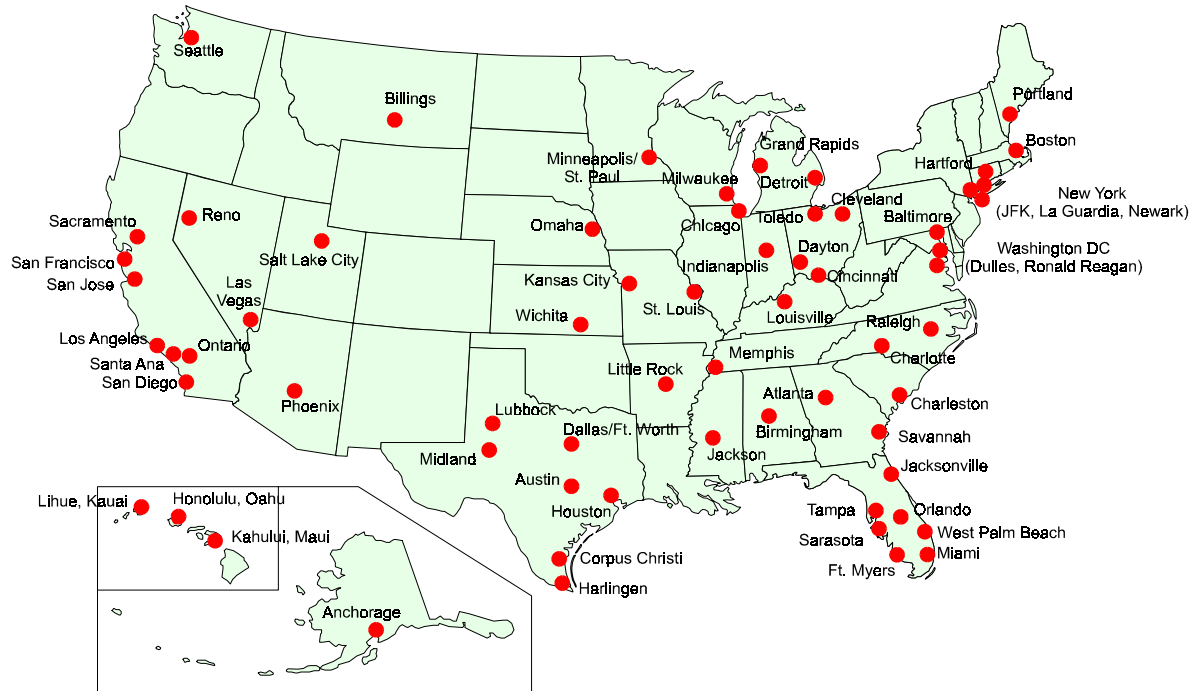 Seattle
Billings
Portland
Boston
Grand Rapids
Minneapolis/
St. Paul
Milwaukee
Detroit
Hartford
Cleveland
New York
(JFK, La Guardia, Newark)
Sacramento
Reno
Omaha
Chicago
Toledo
Baltimore
San Francisco
Salt Lake City
Indianapolis
Dayton
Washington DC
(Dulles, Ronald Reagan)
San Jose
Las
Vegas
Kansas City
St. Louis
Cincinnati
Wichita
Louisville
Raleigh
Los Angeles
Ontario
Santa Ana
San Diego
Memphis
Charlotte
Little Rock
Phoenix
Atlanta
Charleston
Lubbock
Dallas/Ft. Worth
Birmingham
Savannah
Midland
Jackson
Jacksonville
Austin
Houston
Lihue, Kauai
Honolulu, Oahu
Kahului, Maui
Tampa
Orlando
Sarasota
West Palm Beach
Miami
Ft. Myers
Corpus Christi
Harlingen
Anchorage